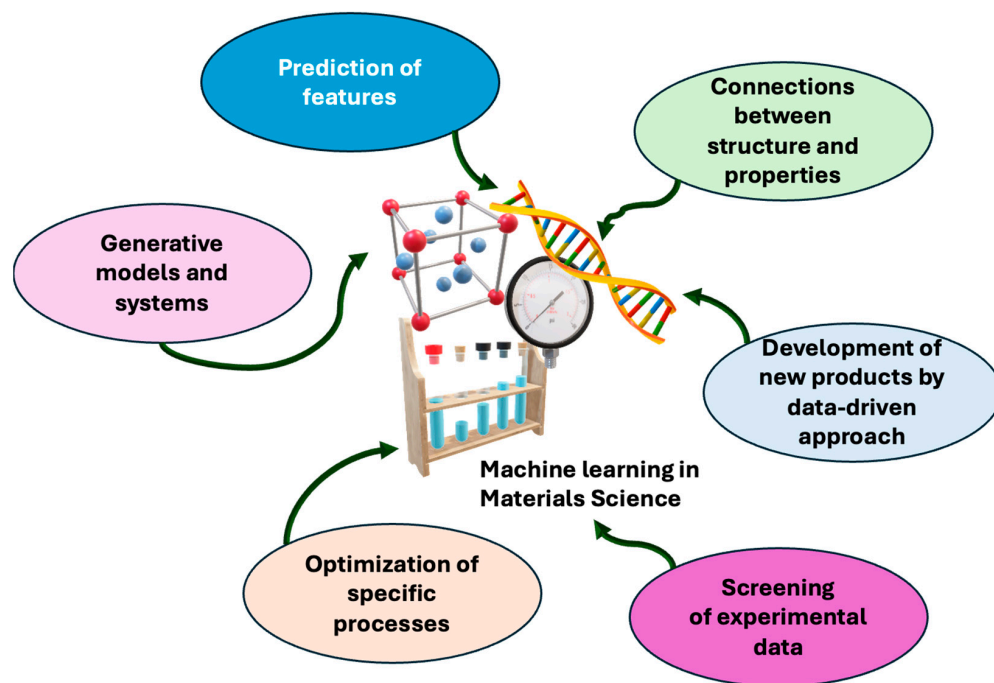 Prediction of
features
Connections
between
structure and
properties
Generative
models and
systems
Development of
new products by
data-driven
approach
Machine learning in
Materials Science
Optimization of
specific
processes
Screening
of experimental
data